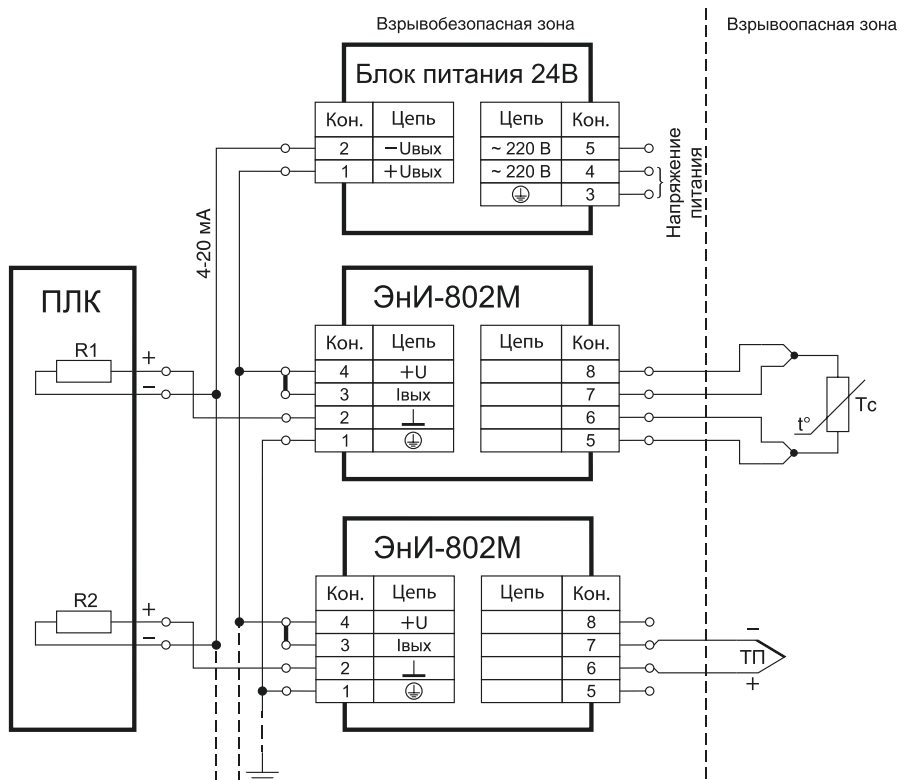 Взрывобезопасная зона
Взрывоопасная зона
Блок питания 24В
Кон. Цепь Цепь Кон.
2 −Uвых ~ 220 В 5
1 +Uвых ~ 220 В 4
3
Напряжение
питания
4-20 мА
ПЛК
R1
+
−
ЭнИ-802М
Кон. Цепь Цепь Кон.
4 +U 8
3 Iвых 7
2 6
1 5
t° Тс
ЭнИ-802М
Кон. Цепь Цепь Кон.
R2
+
−
4 +U 8
3 Iвых 7
2 6
1 5
−
ТП
+